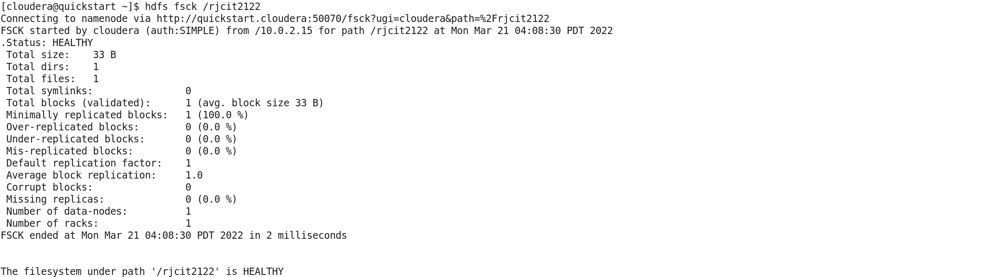 [cloudera@quickstart ~]$ hdfs fsck /rjcit2122
Connecting to namenode via http://quickstart.cloudera:50070/fsck?ugi=cloudera&path=%2Frjcit2122
FSCK started by cloudera (auth:SIMPLE) from /10.0.2.15 for path /rjcit2122 at Mon Mar 21 04:08:30 PDT 2022
.Status: HEALTHY
 Total size:    33 B
 Total dirs:    1
 Total files:   1
 Total symlinks:                0
 Total blocks (validated):      1 (avg. block size 33 B)
 Minimally replicated blocks:   1 (100.0 %)
 Over-replicated blocks:        0 (0.0 %)
 Under-replicated blocks:       0 (0.0 %)
 Mis-replicated blocks:         0 (0.0 %)
 Default replication factor:    1
 Average block replication:     1.0
 Corrupt blocks:                0
 Missing replicas:              0 (0.0 %)
 Number of data-nodes:          1
 Number of racks:               1
FSCK ended at Mon Mar 21 04:08:30 PDT 2022 in 2 milliseconds


The filesystem under path '/rjcit2122' is HEALTHY